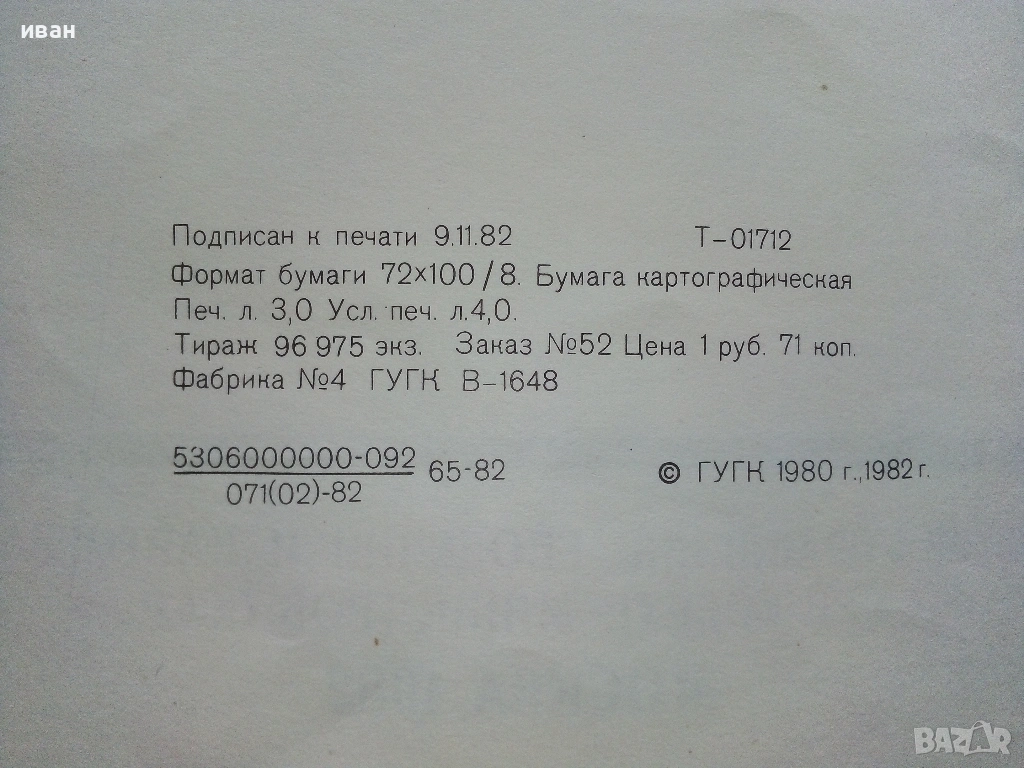 иван
Подписан к печати 9.11.82 Т-01712
Формат бумаги 72×100/8. Бумага картографическая
Печ. л. 3,0 Усл. печ. л.4,0.
Тираж 96 975 экз. Заказ №52 Цена 1 руб. 71 коп.
Фабрика №4 ГУГК В-1648
5306000000-092
071(02)-82
65-82
© ГУГК 1980 г.,1982 г.
BAZAR